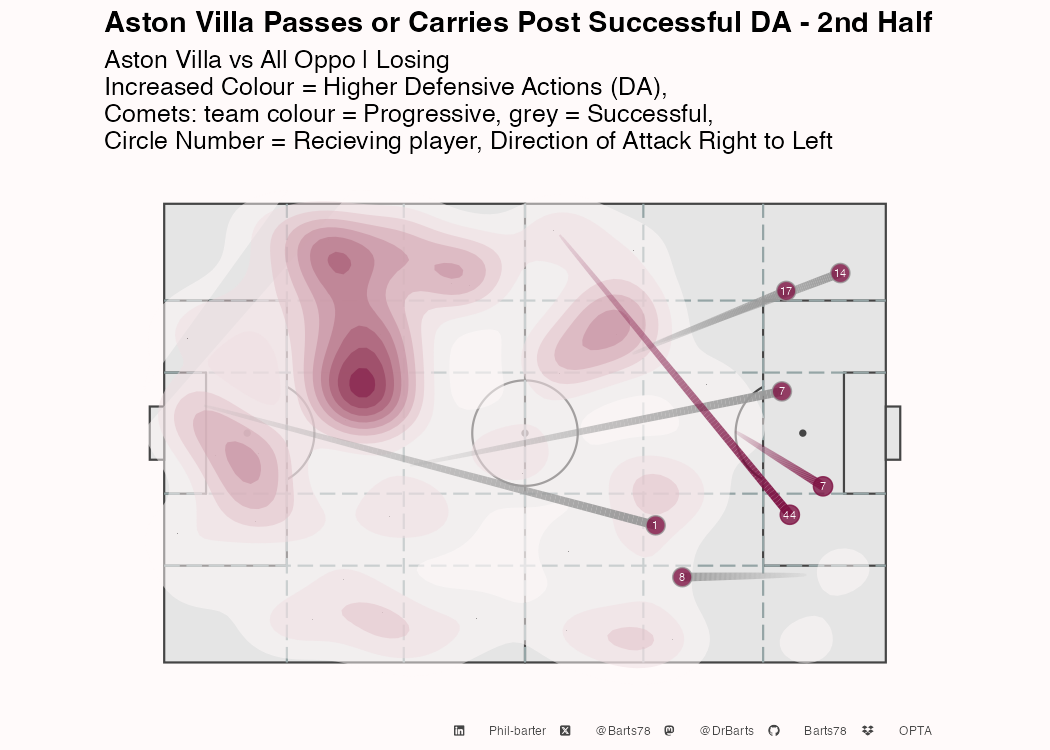 Aston Villa Passes or Carries Post Successful DA - 2nd Half
Aston Villa vs All Oppo | Losing
Increased Colour = Higher Defensive Actions (DA),
Comets: team colour = Progressive, grey = Successful,
Circle Number = Recieving player, Direction of Attack Right to Left
14
17
7
7
44
1
8
Phil-barter @Barts78 @DrBarts Barts78 OPTA